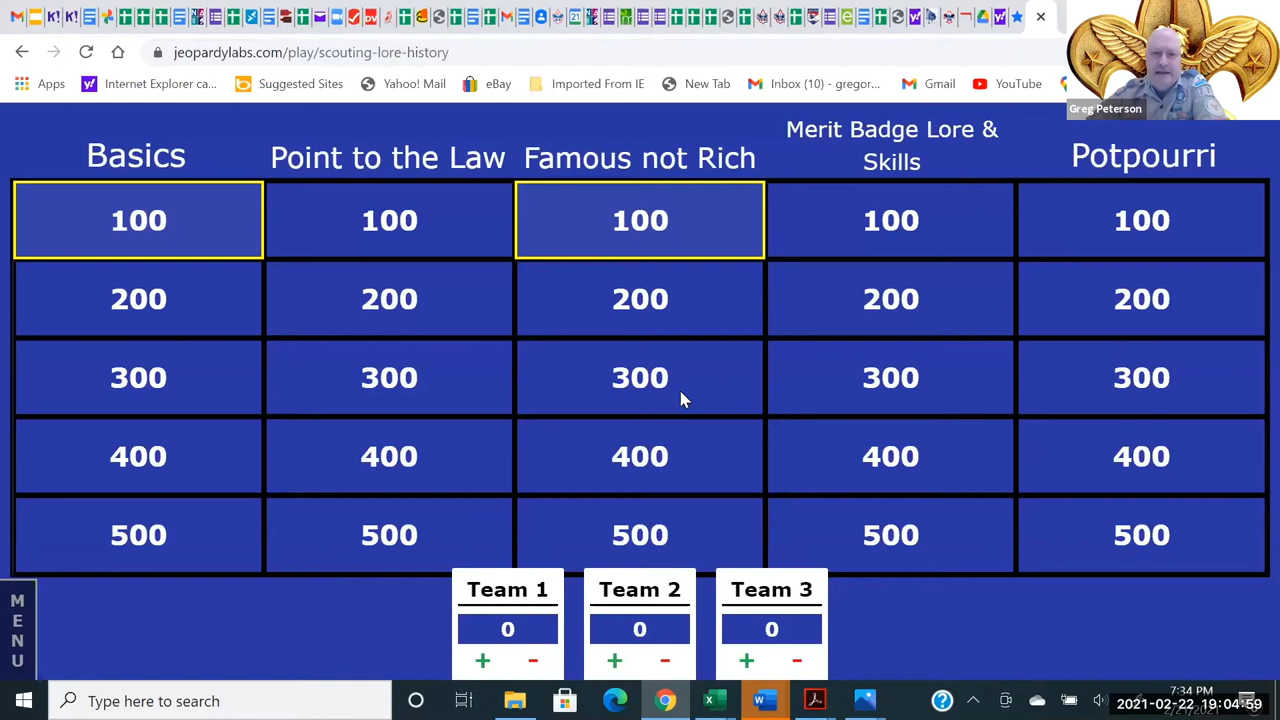 jeopardylabs.com/play/scouting-lore-history
Apps
Internet Explorer ca...
Suggested Sites
Yahoo! Mail
eBay
Imported From IE
New Tab
Inbox (10) - gregor...
Gmail
YouTube
Greg Peterson
Basics
Point to the Law
Famous not Rich
Merit Badge Lore &
Skills
Potpourri
100 100 100 100 100
200 200 200 200 200
300 300 300 300 300
400 400 400 400 400
500 500 500 500 500
MENU
Team 1 Team 2 Team 3
0 0 0
+ - + - + -
Type here to search
7:34 PM
2021-02-22 19:04:59